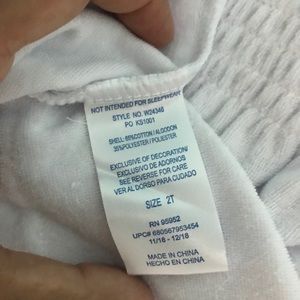 NOT INTENDED FOR SLEEPWEAR
STYLE NO. W24346
PO KS1001
SHELL: 65%COTTON / ALGODON
35%POLYESTER / POLIESTER
EXCLUSIVE OF DECORATION/
EXCLUSIVO DE ADORNOS
SEE REVERSE FOR CARE
VER AL DORSO PARA CUIDADO
SIZE 2T
RN 95952
UPC# 680567953454
11/16 - 12/16
MADE IN CHINA
HECHO EN CHINA